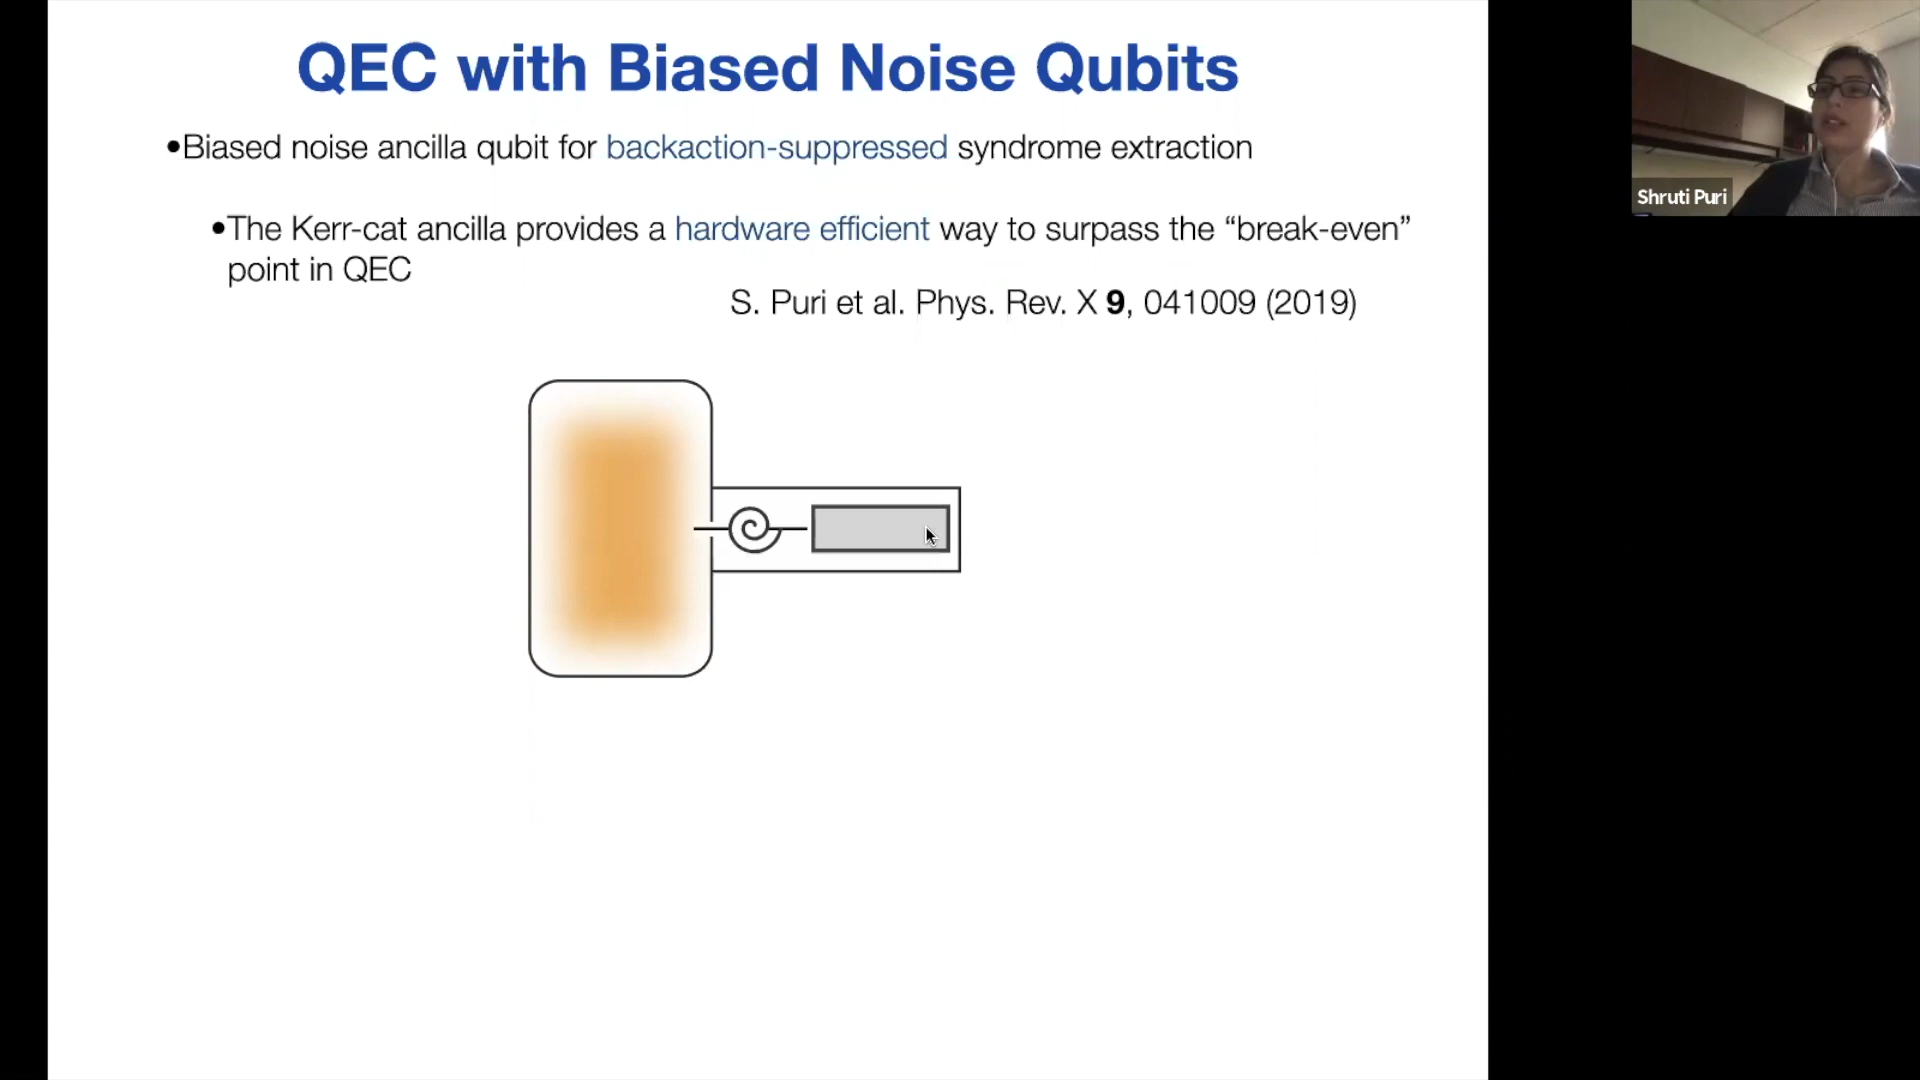 QEC with Biased Noise Qubits
•Biased noise ancilla qubit for backaction-suppressed syndrome extraction
•The Kerr-cat ancilla provides a hardware efficient way to surpass the “break-even”
point in QEC
S. Puri et al. Phys. Rev. X 9, 041009 (2019)
Shruti Puri